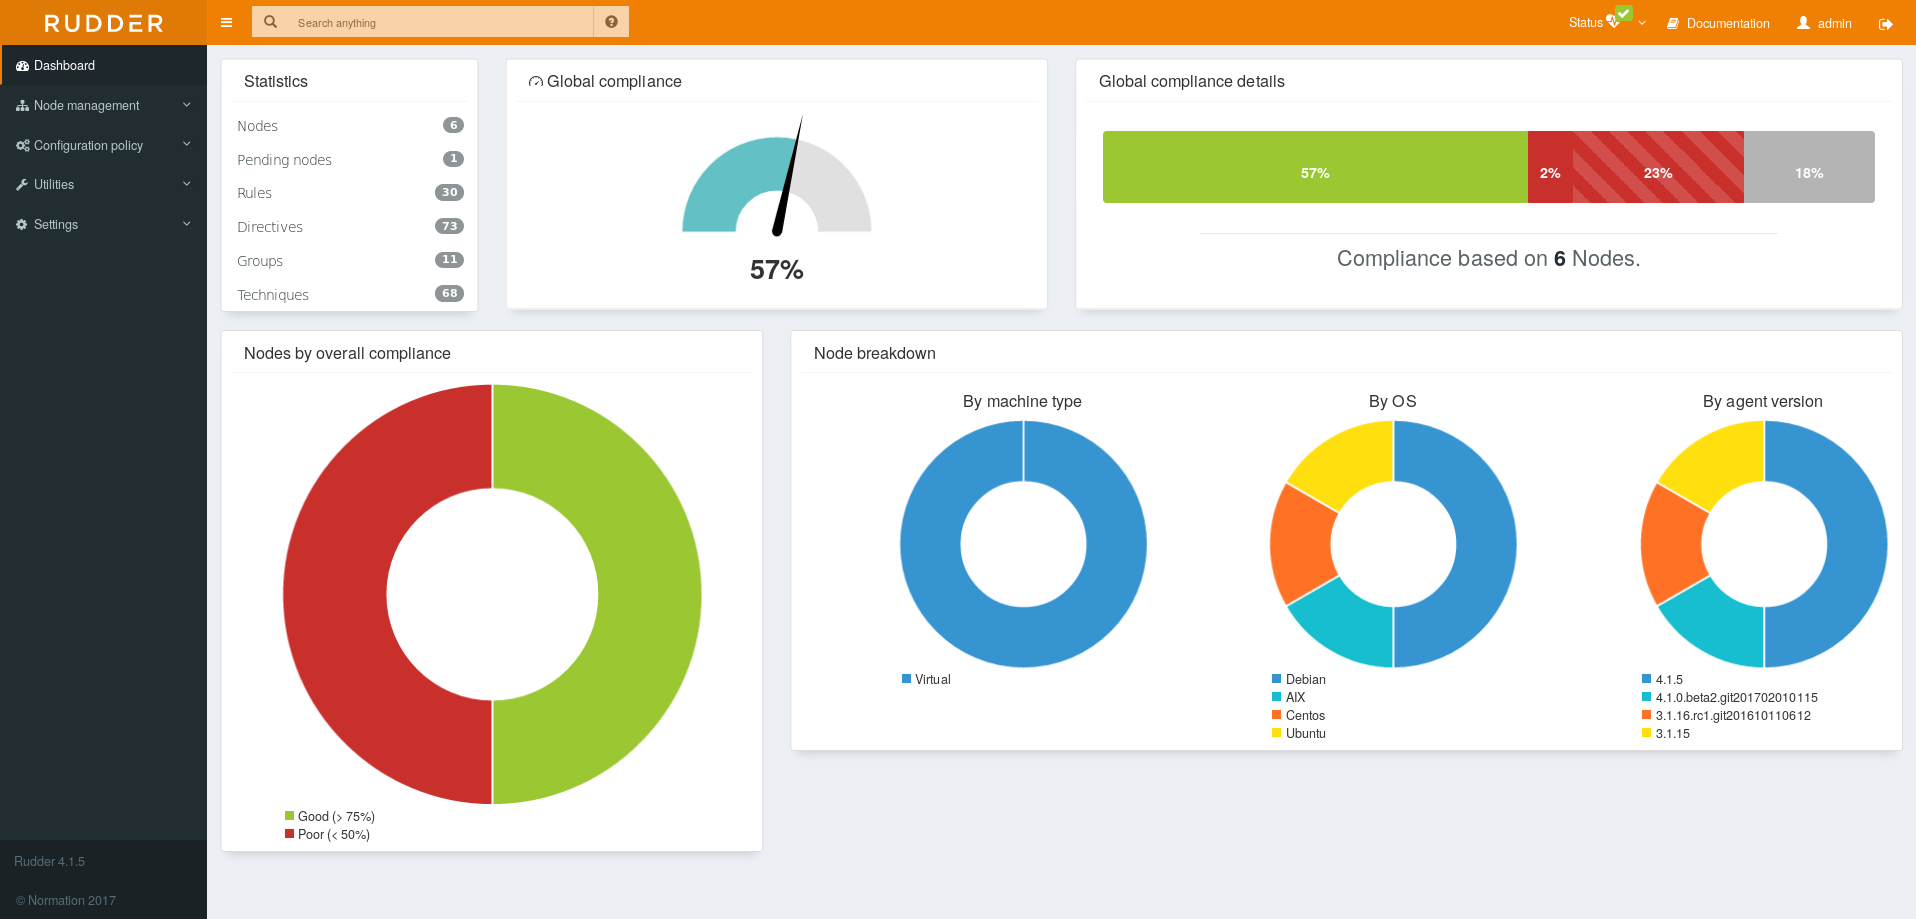 RUDDER
Search anything
Status
Documentation
admin
Dashboard
Node management
Configuration policy
Utilities
Settings
Rudder 4.1.5
© Normation 2017
Statistics
Nodes 6
Pending nodes 1
Rules 30
Directives 73
Groups 11
Techniques 68
Global compliance
57%
Global compliance details
57% 2% 23% 18%
Compliance based on 6 Nodes.
Nodes by overall compliance
Good (> 75%)
Poor (< 50%)
Node breakdown
By machine type
Virtual
By OS
Debian
AIX
Centos
Ubuntu
By agent version
4.1.5
4.1.0.beta2.git201702010115
3.1.16.rc1.git201610110612
3.1.15